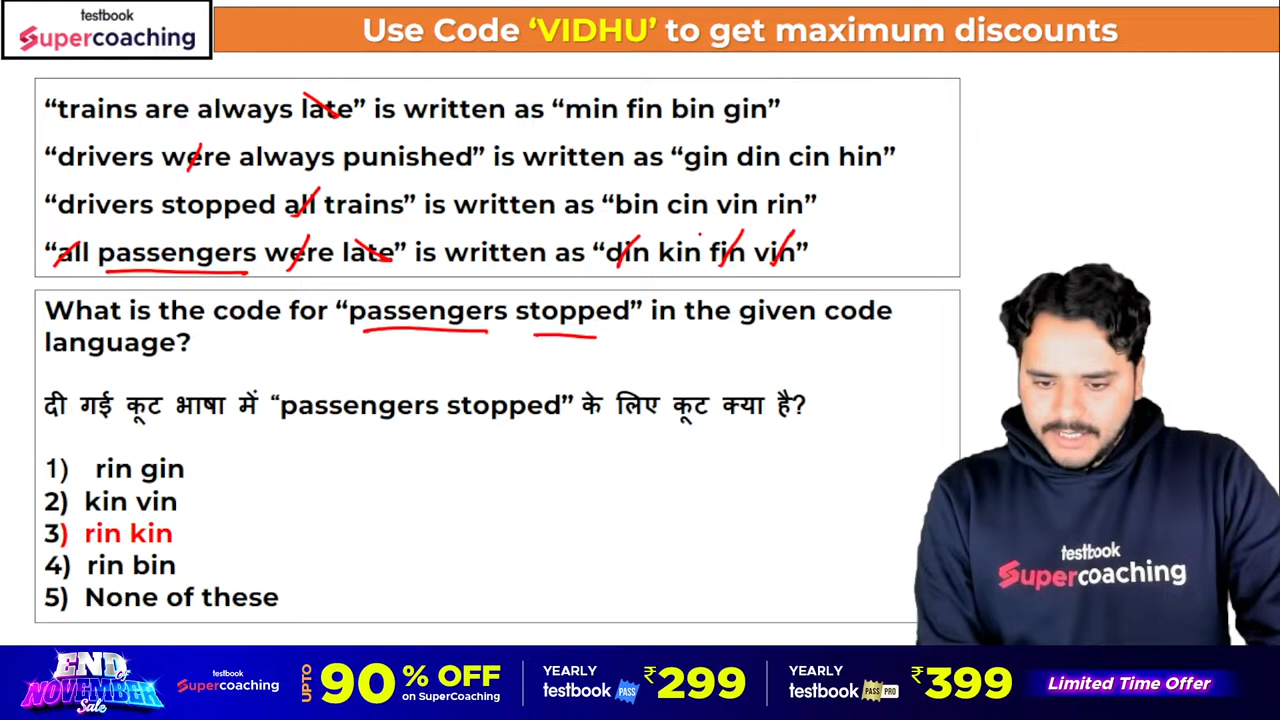 testbook
Supercoaching
Use Code ‘VIDHU’ to get maximum discounts
“trains are always late” is written as “min fin bin gin”
“drivers were always punished” is written as “gin din cin hin”
“drivers stopped all trains” is written as “bin cin vin rin”
“all passengers were late” is written as “din kin fin vin”
What is the code for “passengers stopped” in the given code
language?
दी गई कूट भाषा में “passengers stopped” के लिए कूट क्या है?
1) rin gin
2) kin vin
3) rin kin
4) rin bin
5) None of these
testbook
Supercoaching
END of
NOVEMBER
Sale
testbook
Supercoaching
UPTO 90% OFF
on SuperCoaching
YEARLY
testbook PASS
₹299
YEARLY
testbook PASS PRO
₹399
Limited Time Offer